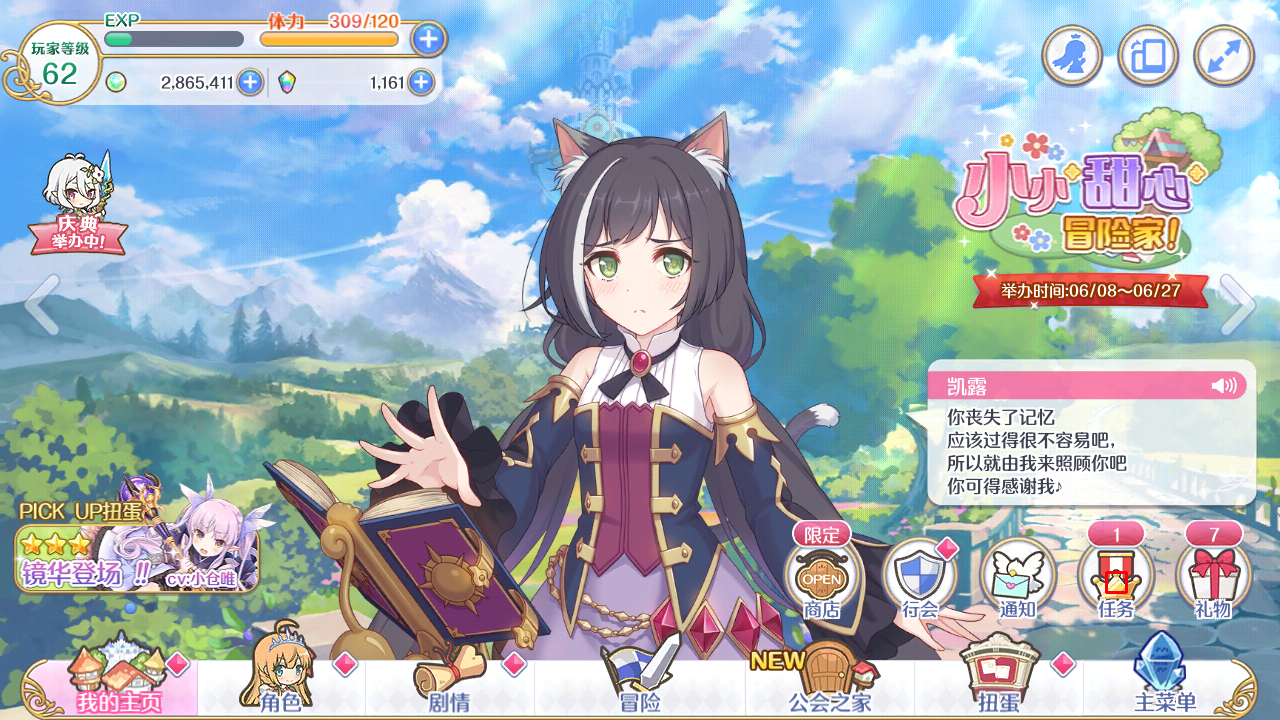 EXP
体力 309/120
玩家等级
62
2,865,411
1,161
庆典
举办中!
小小甜心
冒险家!
举办时间:06/08～06/27
凯露
你丧失了记忆
应该过得很不容易吧，
所以就由我来照顾你吧
你可得感谢我♪
PICK UP扭蛋
镜华登场!!
cv:小仓唯
限定
OPEN
商店
行会
通知
1
任务
7
礼物
我的主页
角色
剧情
冒险
NEW
公会之家
扭蛋
主菜单